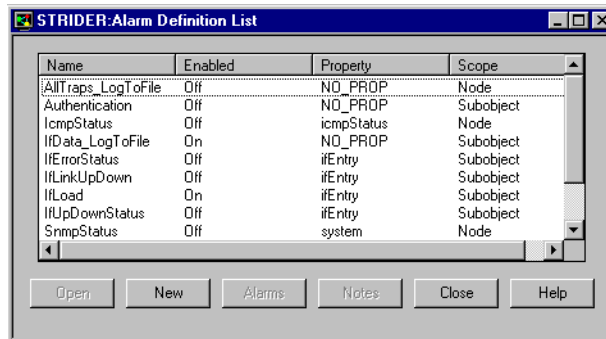 STRIDER:Alarm Definition List
Name Enabled Property Scope
AllTraps_LogToFile Off NO_PROP Node
Authentication Off NO_PROP Subobject
IcmpStatus Off icmpStatus Node
IfData_LogToFile On NO_PROP Subobject
IfErrorStatus Off ifEntry Subobject
IfLinkUpDown Off ifEntry Subobject
IfLoad On ifEntry Subobject
IfUpDownStatus Off ifEntry Subobject
SnmpStatus Off system Node
Open New Alarms Notes Close Help